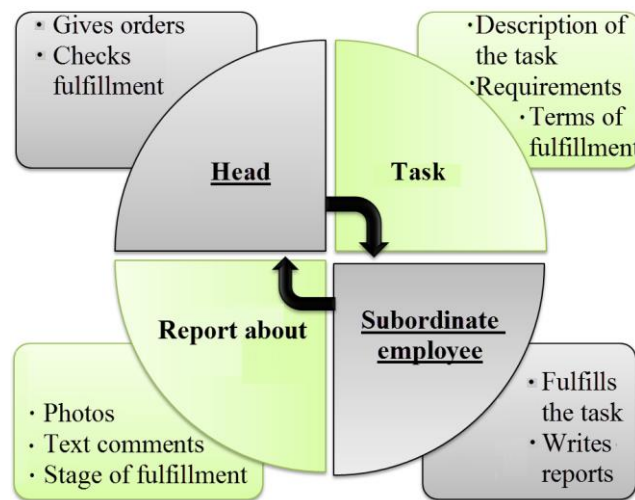 Gives orders
Checks
fulfillment
·Description of
the task
·Requirements
· Terms of
fulfillment
Head
Task
Report about
Subordinate
employee
· Photos
· Text comments
· Stage of fulfillment
· Fulfills
the task
· Writes
reports